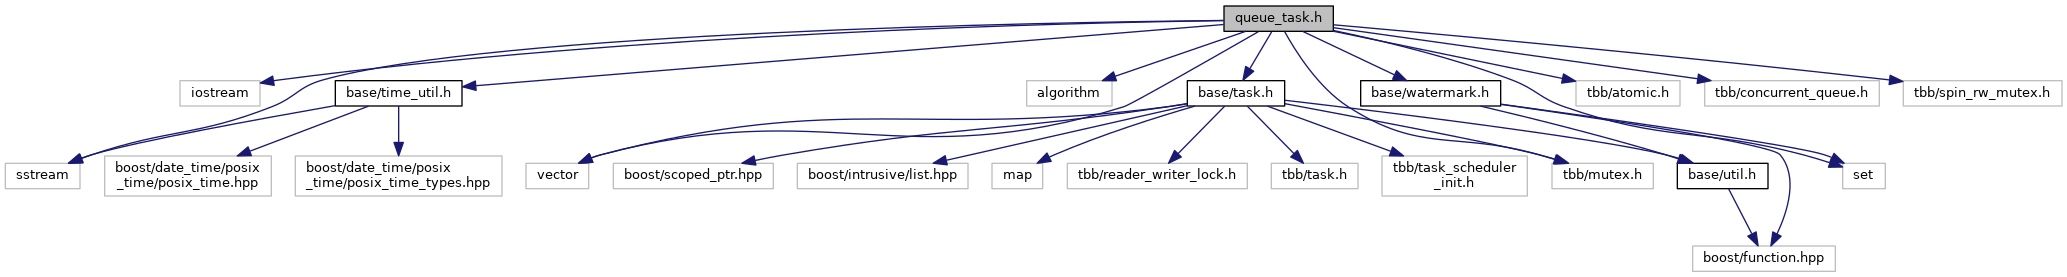 queue_task.h
iostream
base/time_util.h
algorithm
base/task.h
base/watermark.h
tbb/atomic.h
tbb/concurrent_queue.h
tbb/spin_rw_mutex.h
sstream
boost/date_time/posix
_time/posix_time.hpp
boost/date_time/posix
_time/posix_time_types.hpp
vector
boost/scoped_ptr.hpp
boost/intrusive/list.hpp
map
tbb/reader_writer_lock.h
tbb/task.h
tbb/task_scheduler
_init.h
tbb/mutex.h
base/util.h
set
boost/function.hpp